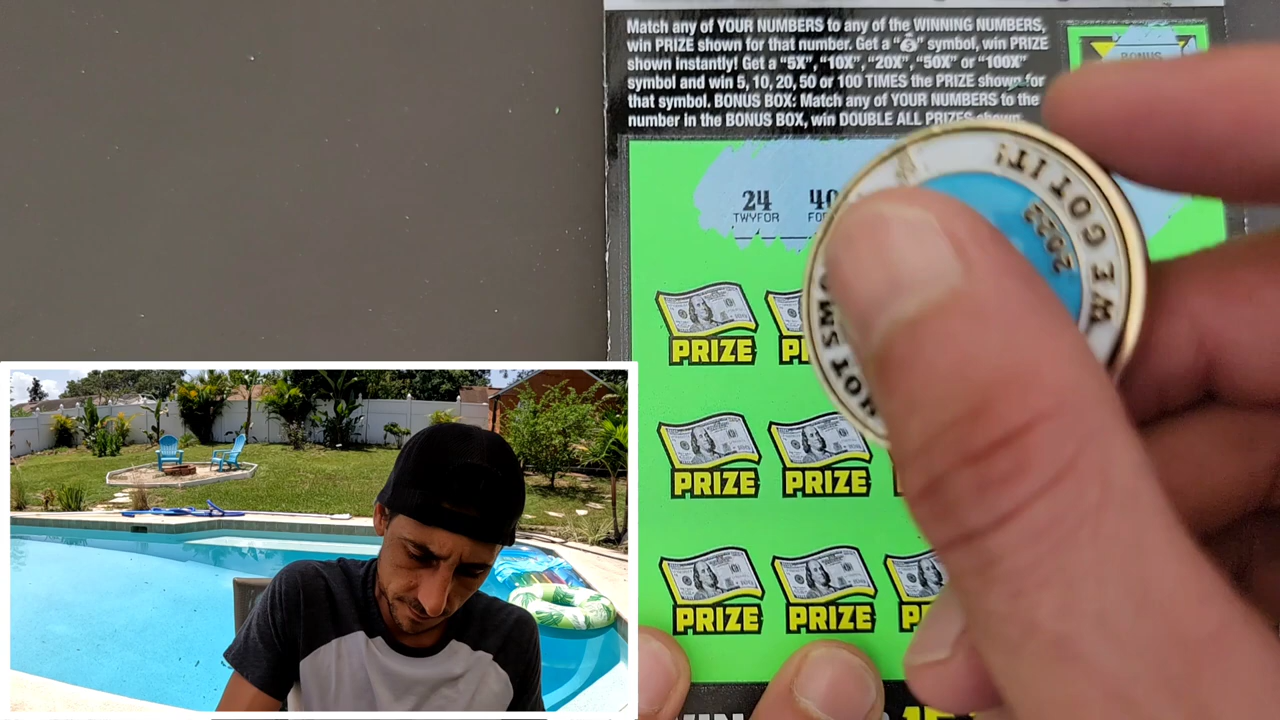 Match any of YOUR NUMBERS to any of the WINNING NUMBERS,
win PRIZE shown for that number. Get a "💰" symbol, win PRIZE
shown instantly! Get a "5X", "10X", "20X", "50X" or "100X"
symbol and win 5, 10, 20, 50 or 100 TIMES the PRIZE shown for
that symbol. BONUS BOX: Match any of YOUR NUMBERS to the
number in the BONUS BOX, win DOUBLE ALL PRIZES shown.
BONUS
24 40
TWYFOR
WE GOT IT!
2022
PRIZE
PRIZE PRIZE
PRIZE PRIZE